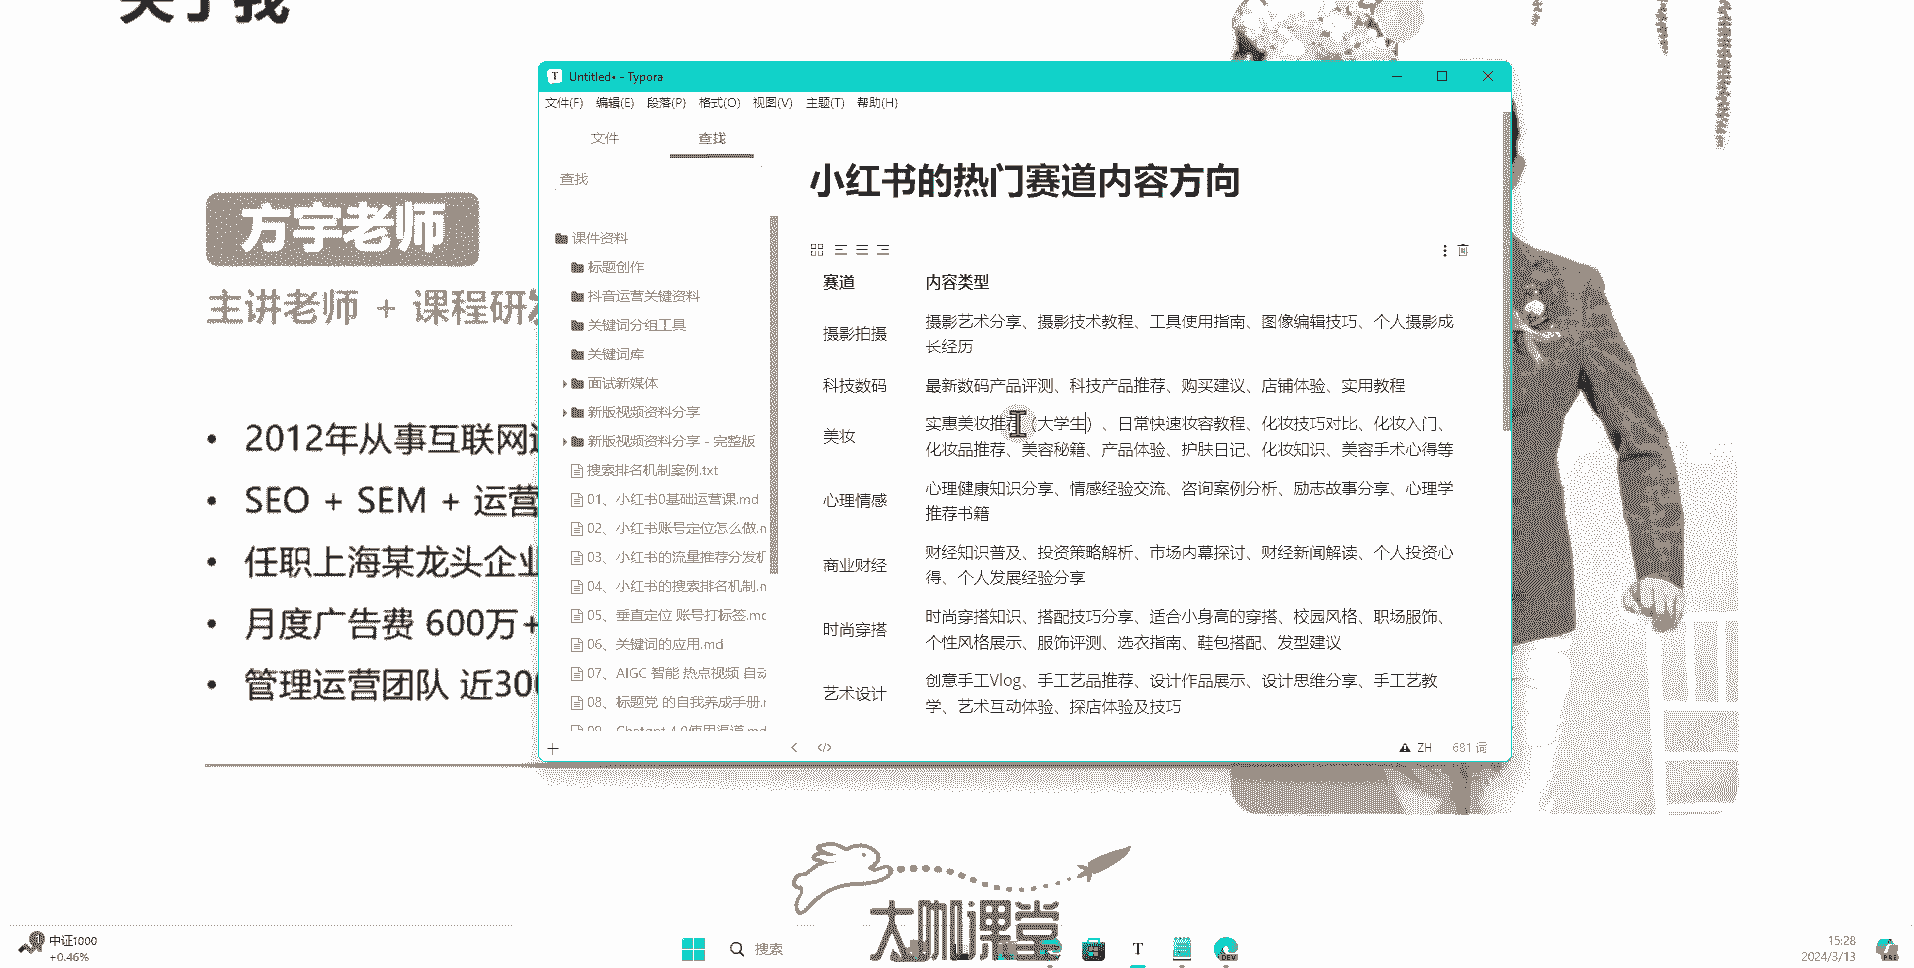 关于我
方宇老师
主讲老师 + 课程研发
2012年从事互联网运
SEO + SEM + 运营
任职上海某龙头企业
月度广告费 600万+
管理运营团队 近300
Untitled• - Typora
文件(F) 编辑(E) 段落(P) 格式(O) 视图(V) 主题(T) 帮助(H)
文件 查找
查找
课件资料
标题创作
抖音运营关键资料
关键词分组工具
关键词库
面试新媒体
新版视频资料分享
新版视频资料分享 - 完整版
搜索排名机制案例.txt
01、小红书0基础运营课.md
02、小红书账号定位怎么做.n
03、小红书的流量推荐分发机
04、小红书的搜索排名机制.n
05、垂直定位 账号打标签.mc
06、关键词的应用.md
07、AIGC 智能 热点视频 自动
08、标题党 的自我养成手册.r
09、Chatgpt 4.0使用渠道.md
小红书的热门赛道内容方向
赛道 内容类型
摄影拍摄 摄影艺术分享、摄影技术教程、工具使用指南、图像编辑技巧、个人摄影成
长经历
科技数码 最新数码产品评测、科技产品推荐、购买建议、店铺体验、实用教程
美妆 实惠美妆推荐（大学生）、日常快速妆容教程、化妆技巧对比、化妆入门、
化妆品推荐、美容秘籍、产品体验、护肤日记、化妆知识、美容手术心得等
心理情感 心理健康知识分享、情感经验交流、咨询案例分析、励志故事分享、心理学
推荐书籍
商业财经 财经知识普及、投资策略解析、市场内幕探讨、财经新闻解读、个人投资心
得、个人发展经验分享
时尚穿搭 时尚穿搭知识、搭配技巧分享、适合小身高的穿搭、校园风格、职场服饰、
个性风格展示、服饰评测、选衣指南、鞋包搭配、发型建议
艺术设计 创意手工Vlog、手工艺品推荐、设计作品展示、设计思维分享、手工艺教
学、艺术互动体验、探店体验及技巧
ZH 681 词
大咖课堂
中证1000
+0.46%
搜索
15:28
2024/3/13